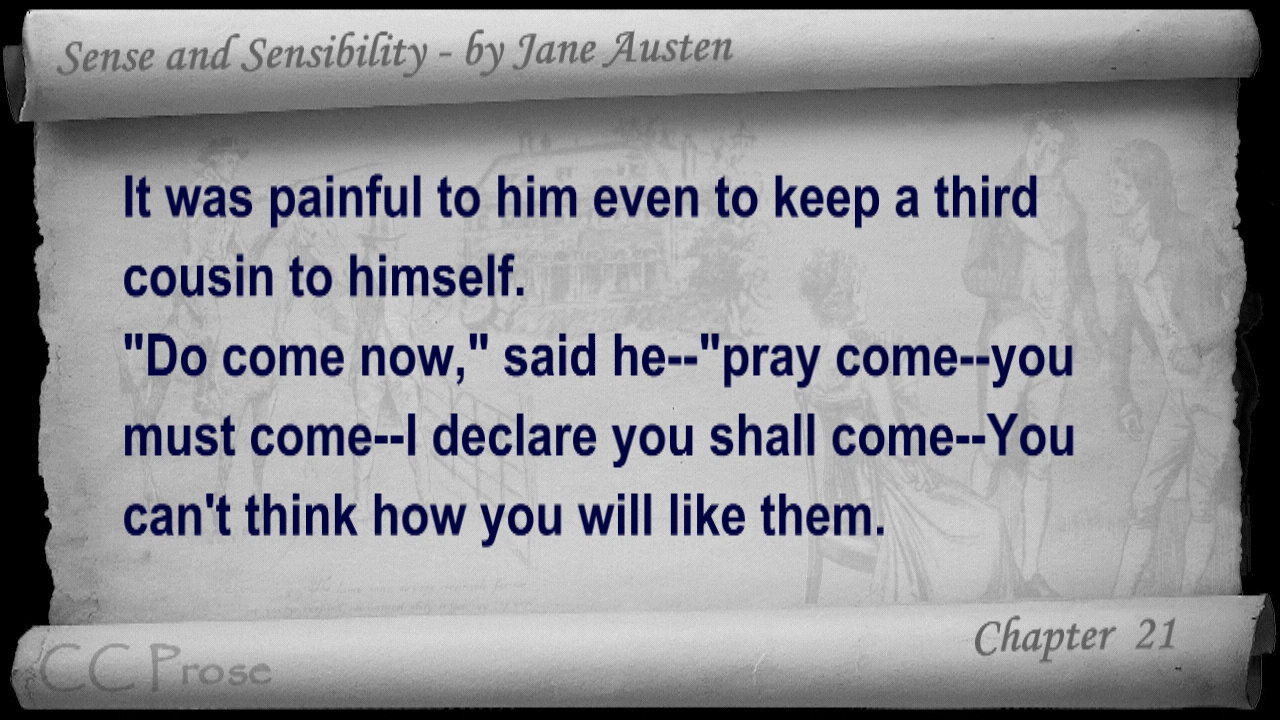 Sense and Sensibility - by Jane Austen
It was painful to him even to keep a third
cousin to himself.
"Do come now," said he--"pray come--you
must come--I declare you shall come--You
can't think how you will like them.
Chapter 21
CC Prose